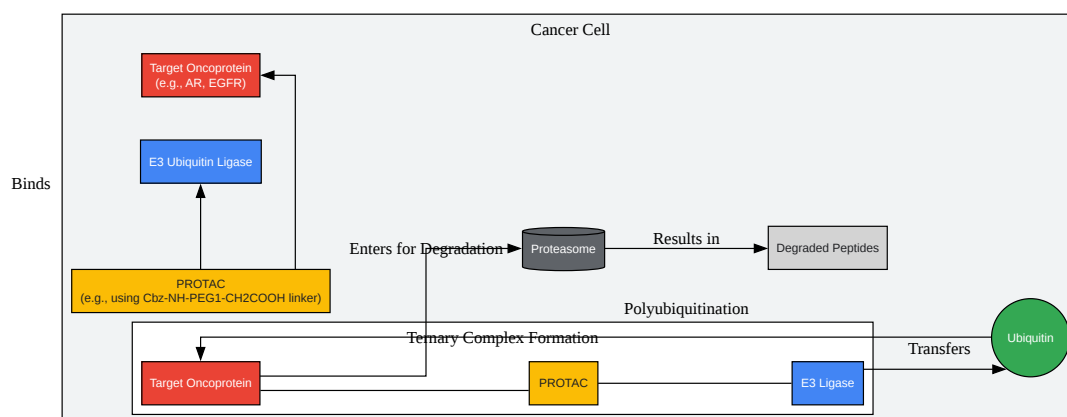 Cancer Cell
Target Oncoprotein
(e.g., AR, EGFR)
E3 Ubiquitin Ligase
Binds
Enters for Degradation
Proteasome
Results in
Degraded Peptides
PROTAC
(e.g., using Cbz-NH-PEG1-CH2COOH linker)
Polyubiquitination
Ternary Complex Formation
Ubiquitin
Transfers
Target Oncoprotein
PROTAC
E3 Ligase